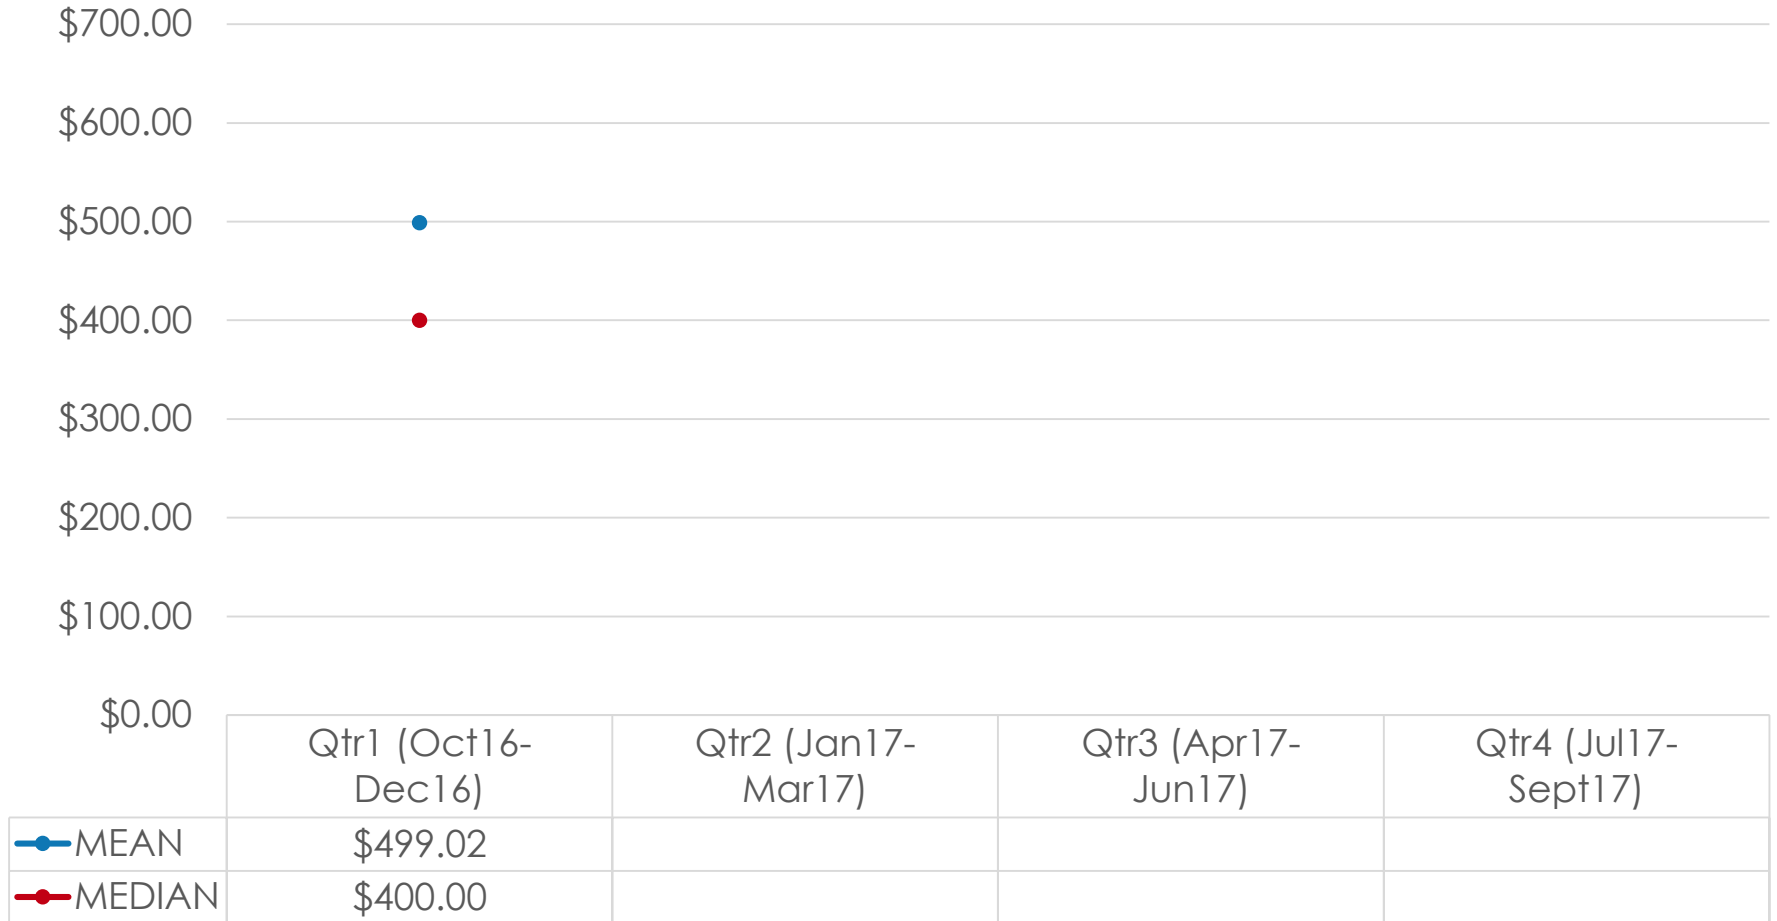 $700.00
$600.00
$500.00
$400.00
$300.00
$200.00
$100.00
$0.00
Qtr1 (Oct16-
Dec16)
Qtr2 (Jan17-
Mar17)
Qtr3 (Apr17-
Jun17)
Qtr4 (Jul17-
Sept17)
MEAN $499.02
MEDIAN $400.00